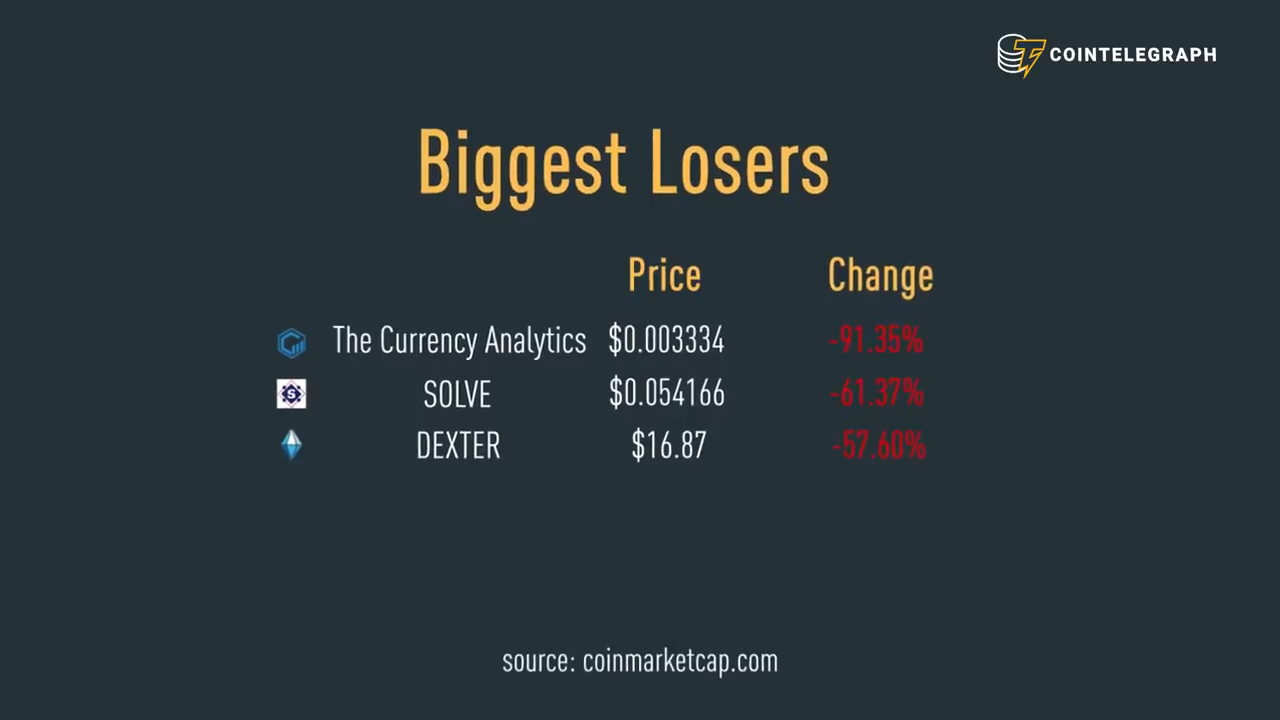 COINTELEGRAPH
Biggest Losers
Price Change
The Currency Analytics $0.003334 -91.35%
SOLVE $0.054166 -61.37%
DEXTER $16.87 -57.60%
source: coinmarketcap.com